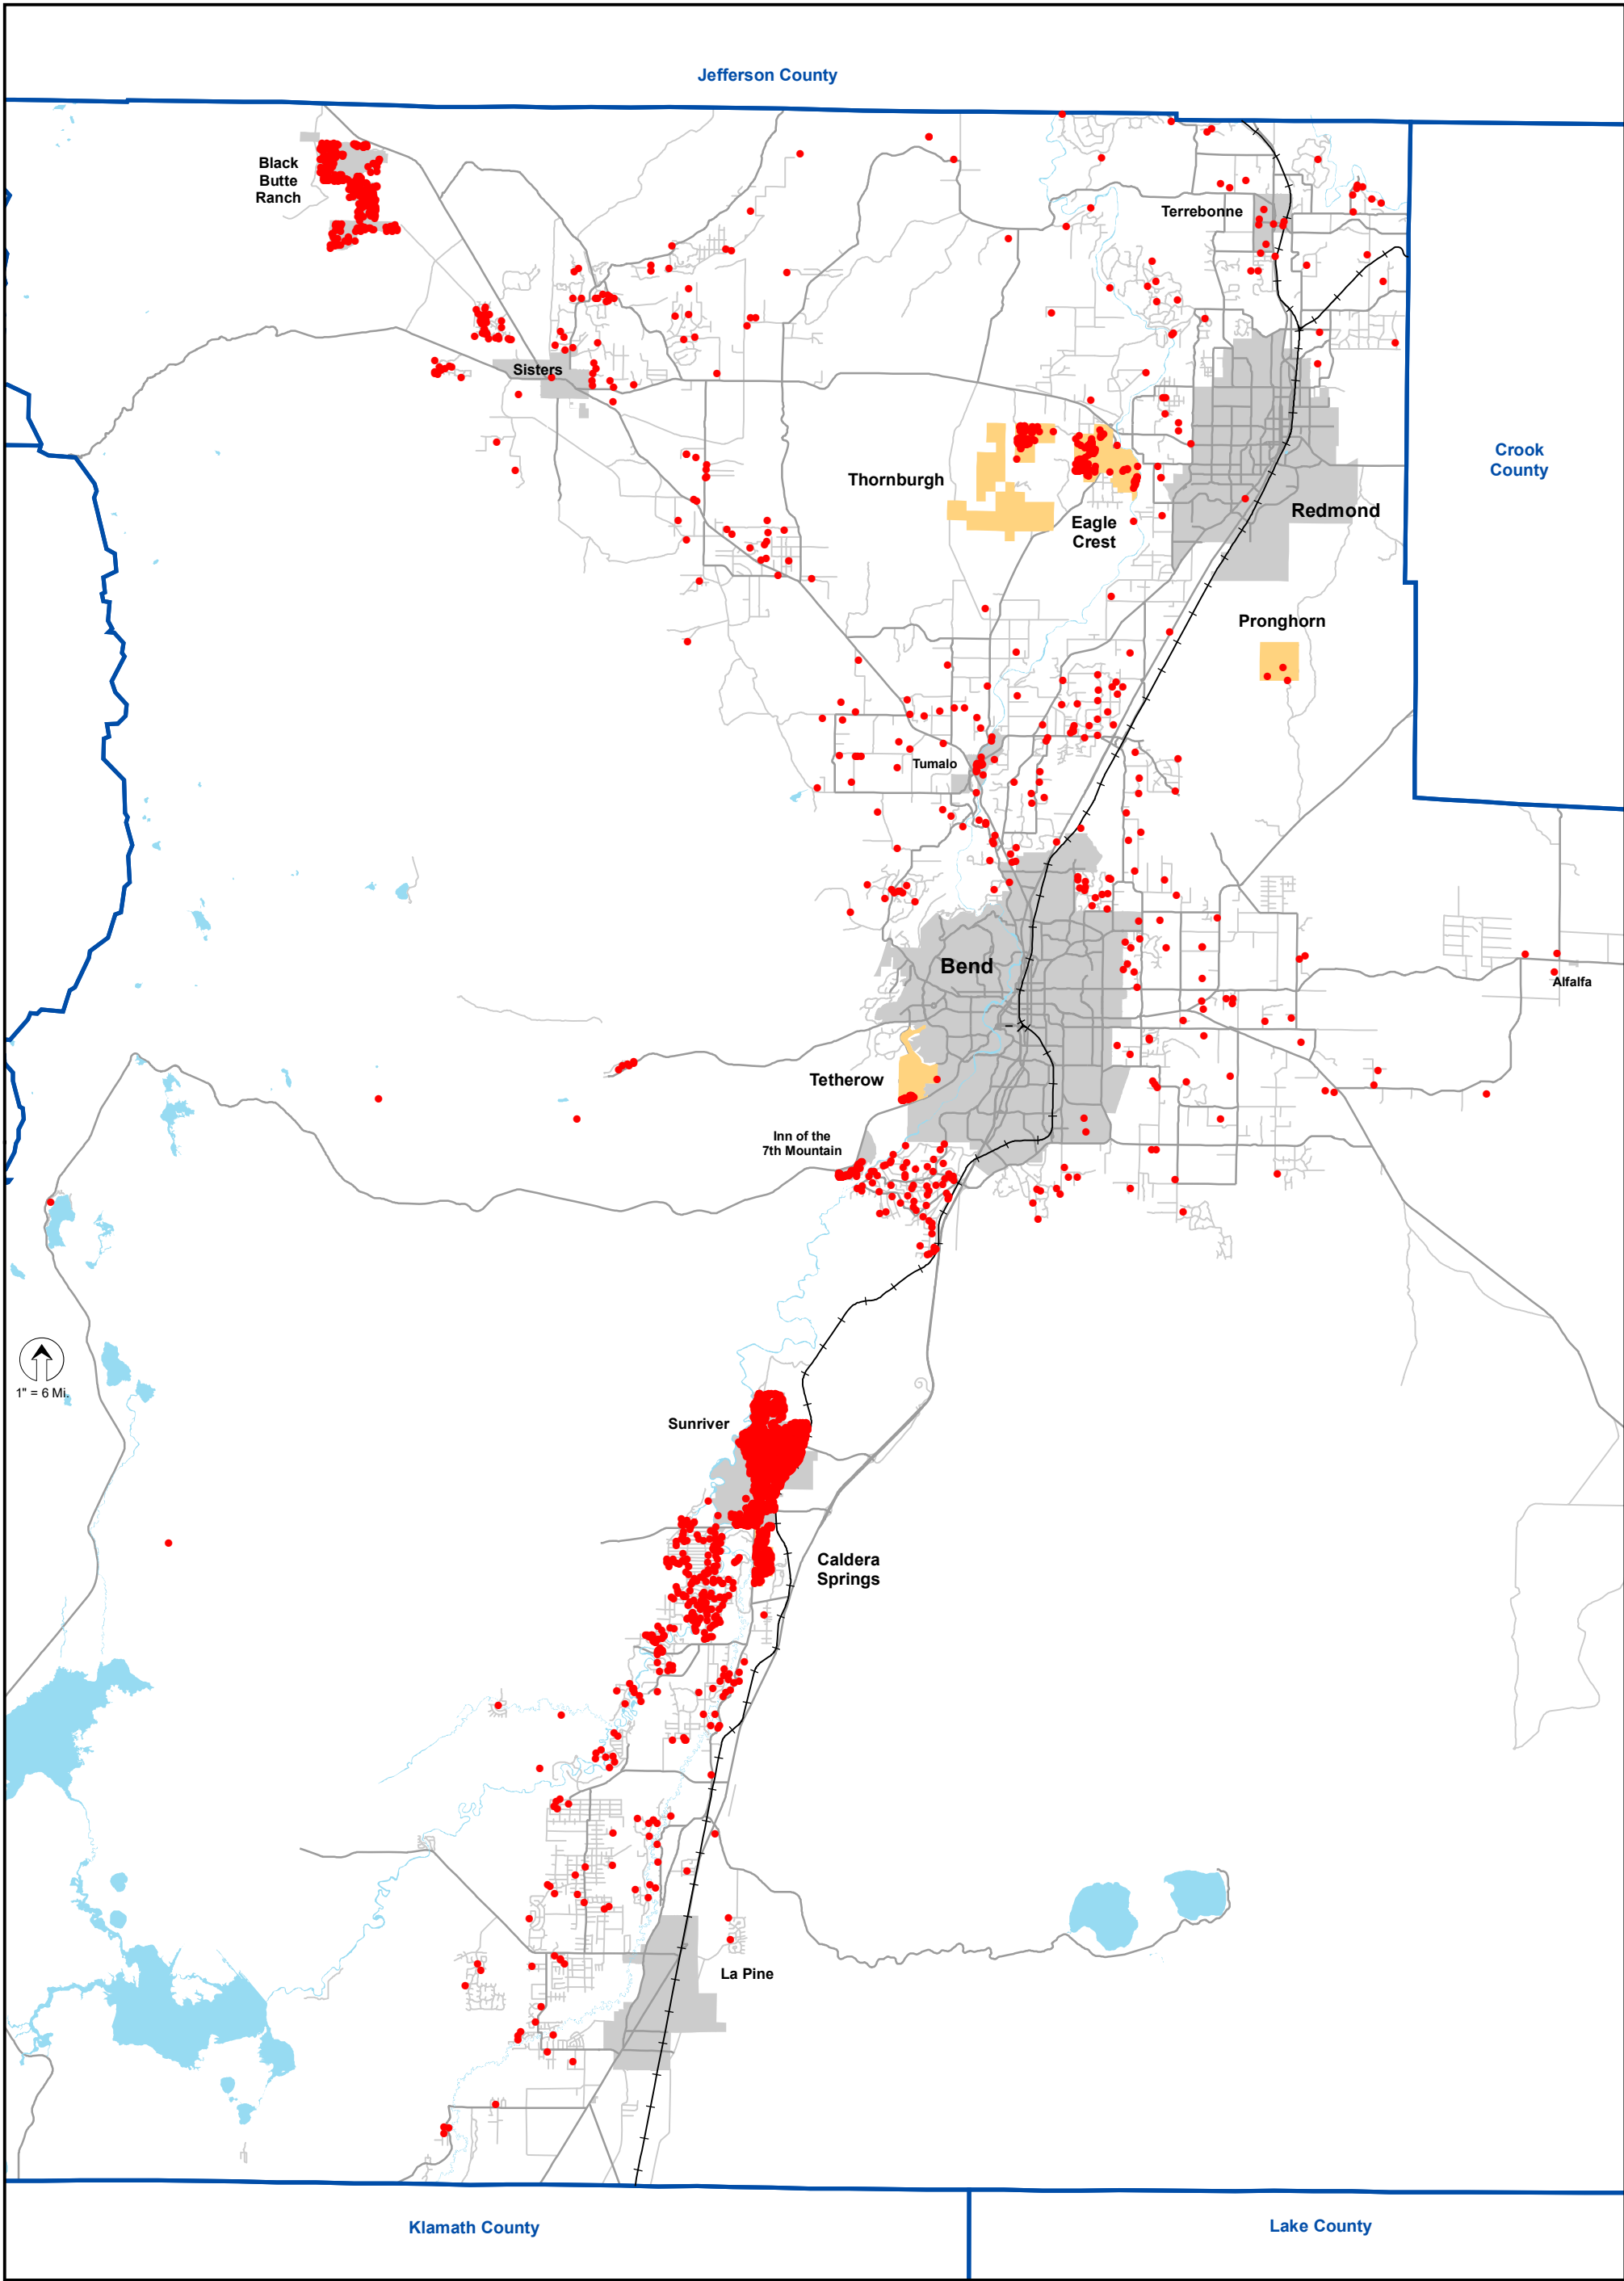 Jefferson County
Black
Butte
Ranch
Terrebonne
Sisters
Crook
County
Thornburgh
Redmond
Eagle
Crest
Pronghorn
Tumalo
Bend
Alfalfa
Tetherow
Inn of the
7th Mountain
1" = 6 Mi.
Sunriver
Caldera
Springs
La Pine
Klamath County
Lake County